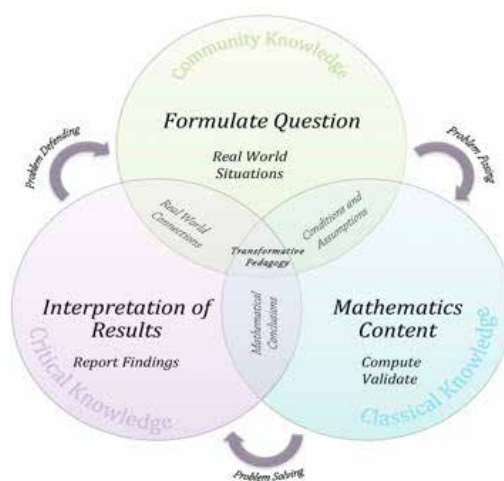 Community Knowledge
Formulate Question
Real World
Situations
Problem Defending
Problem Posing
Real World
Connections
Conditions and
Assumptions
Transformative
Pedagogy
Interpretation of
Results
Report Findings
Mathematical
Conclusions
Mathematics
Content
Compute
Validate
Critical Knowledge
Classical Knowledge
Problem Solving